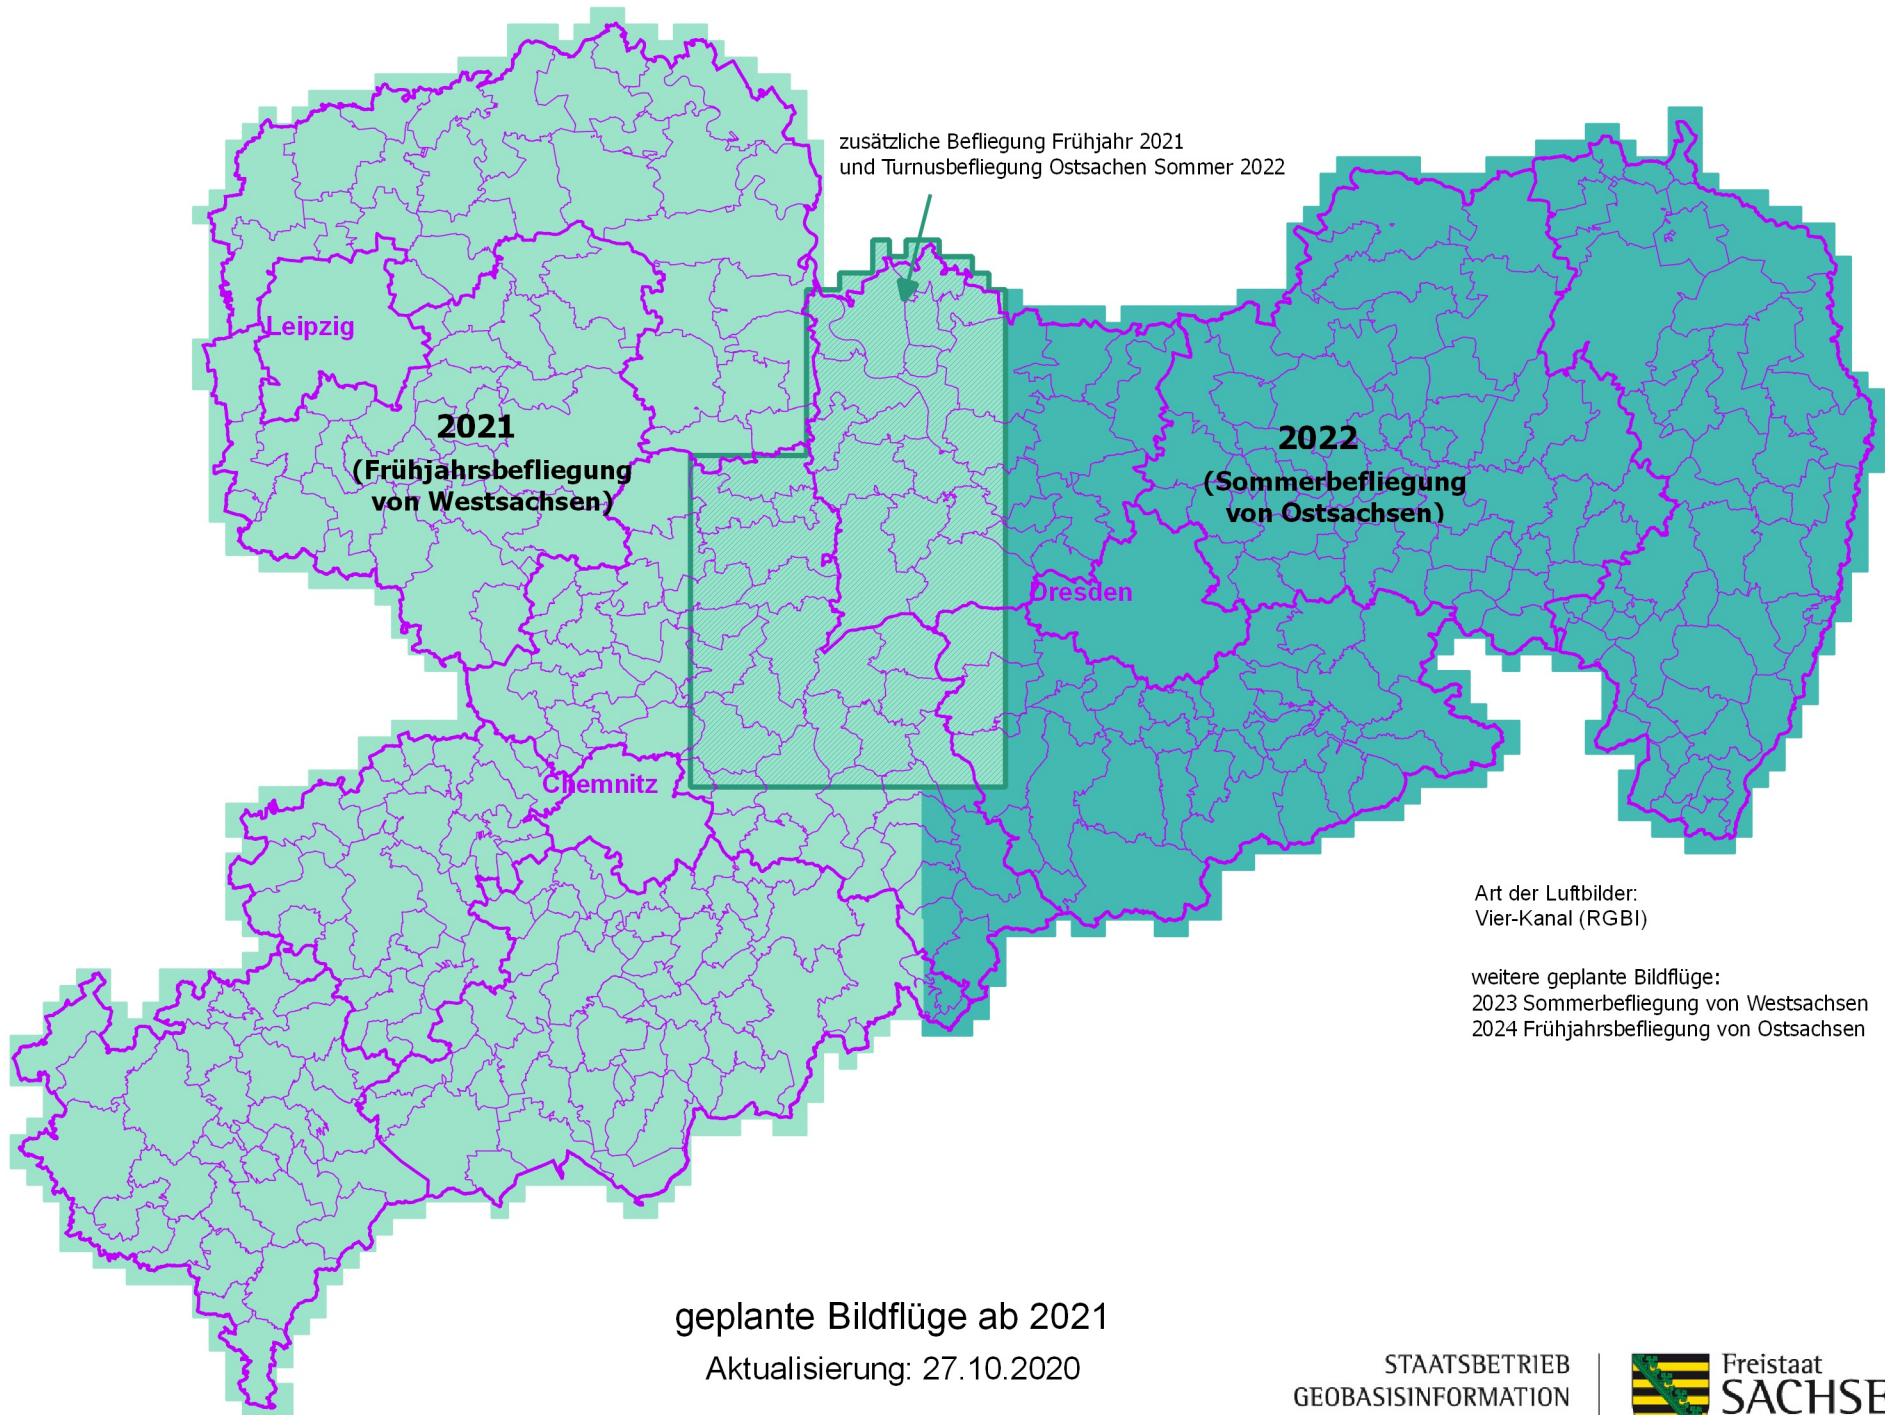 zusätzliche Befliegung Frühjahr 2021
und Turnusbefliegung Ostsachen Sommer 2022
Leipzig
2021
(Frühjahrsbefliegung
von Westsachsen)
2022
(Sommerbefliegung
von Ostsachsen)
Dresden
Chemnitz
Art der Luftbilder:
Vier-Kanal (RGBI)
weitere geplante Bildflüge:
2023 Sommerbefliegung von Westsachsen
2024 Frühjahrsbefliegung von Ostsachsen
geplante Bildflüge ab 2021
Aktualisierung: 27.10.2020
STAATSBETRIEB
GEOBASISINFORMATION
Freistaat
SACHSE